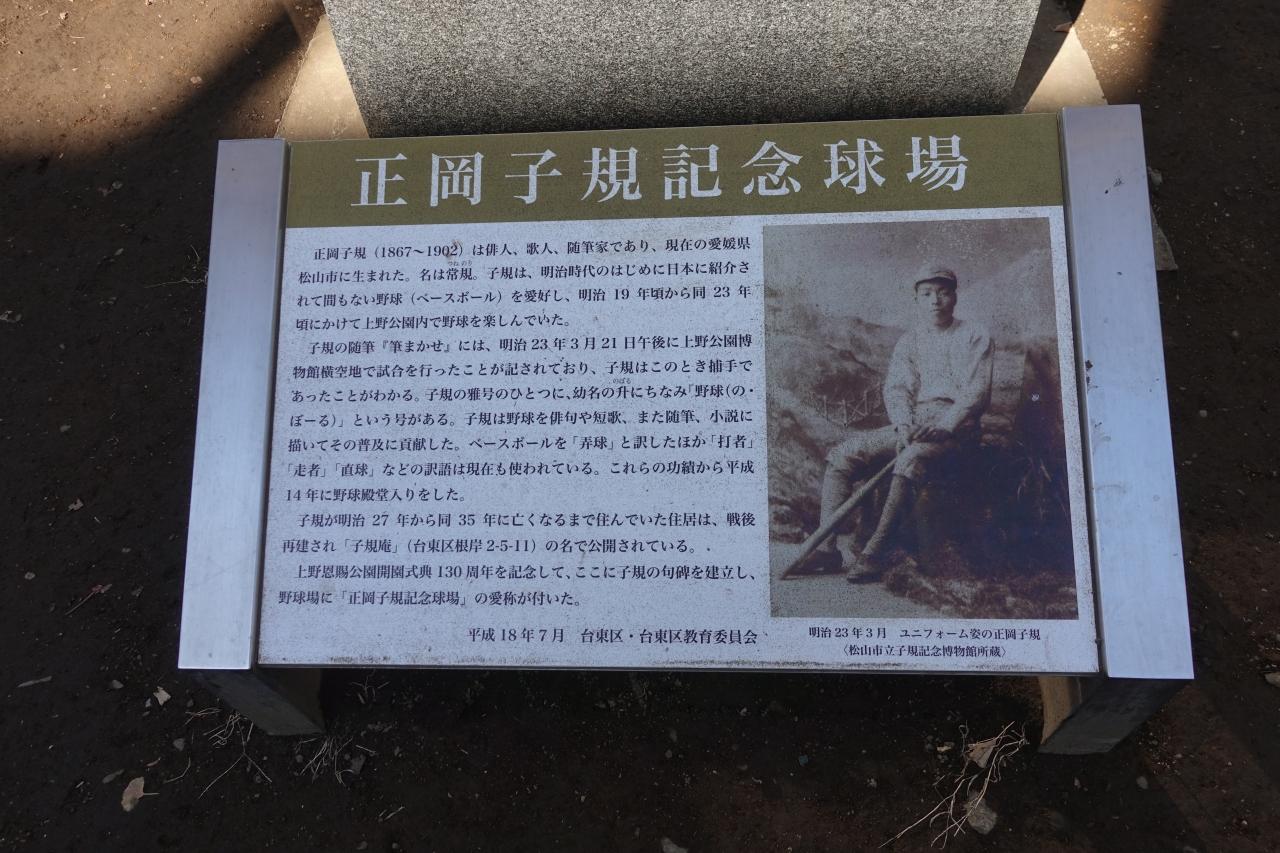 正岡子規記念球場
正岡子規（1867〜1902）は俳人、歌人、随筆家であり、現在の愛媛県
松山市に生まれた。名は常規。子規は、明治時代のはじめに日本に紹介さ
つねのり
れて間もない野球（ベースボール）を愛好し、明治 19 年頃から同 23 年
頃にかけて上野公園内で野球を楽しんでいた。
子規の随筆『筆まかせ』には、明治 23 年 3 月 21 日午後に上野公園博
物館横空地で試合を行ったことが記されており、子規はこのとき捕手で
あったことがわかる。子規の雅号のひとつに、幼名の升にちなみ「野球（の・
のぼる
ぼーる）」という号がある。子規は野球を俳句や短歌、また随筆、小説に
描いてその普及に貢献した。ベースボールを「弄球」と訳したほか「打者」
「走者」「直球」などの訳語は現在も使われている。これらの功績から平成
14 年に野球殿堂入りをした。
子規が明治 27 年から同 35 年に亡くなるまで住んでいた住居は、戦後
再建され「子規庵」（台東区根岸 2-5-11）の名で公開されている。．
上野恩賜公園開園式典 130 周年を記念して、ここに子規の句碑を建立し、
野球場に「正岡子規記念球場」の愛称が付いた。
平成 18 年 7 月　台東区・台東区教育委員会
明治 23 年 3 月　ユニフォーム姿の正岡子規
〈松山市立子規記念博物館所蔵〉